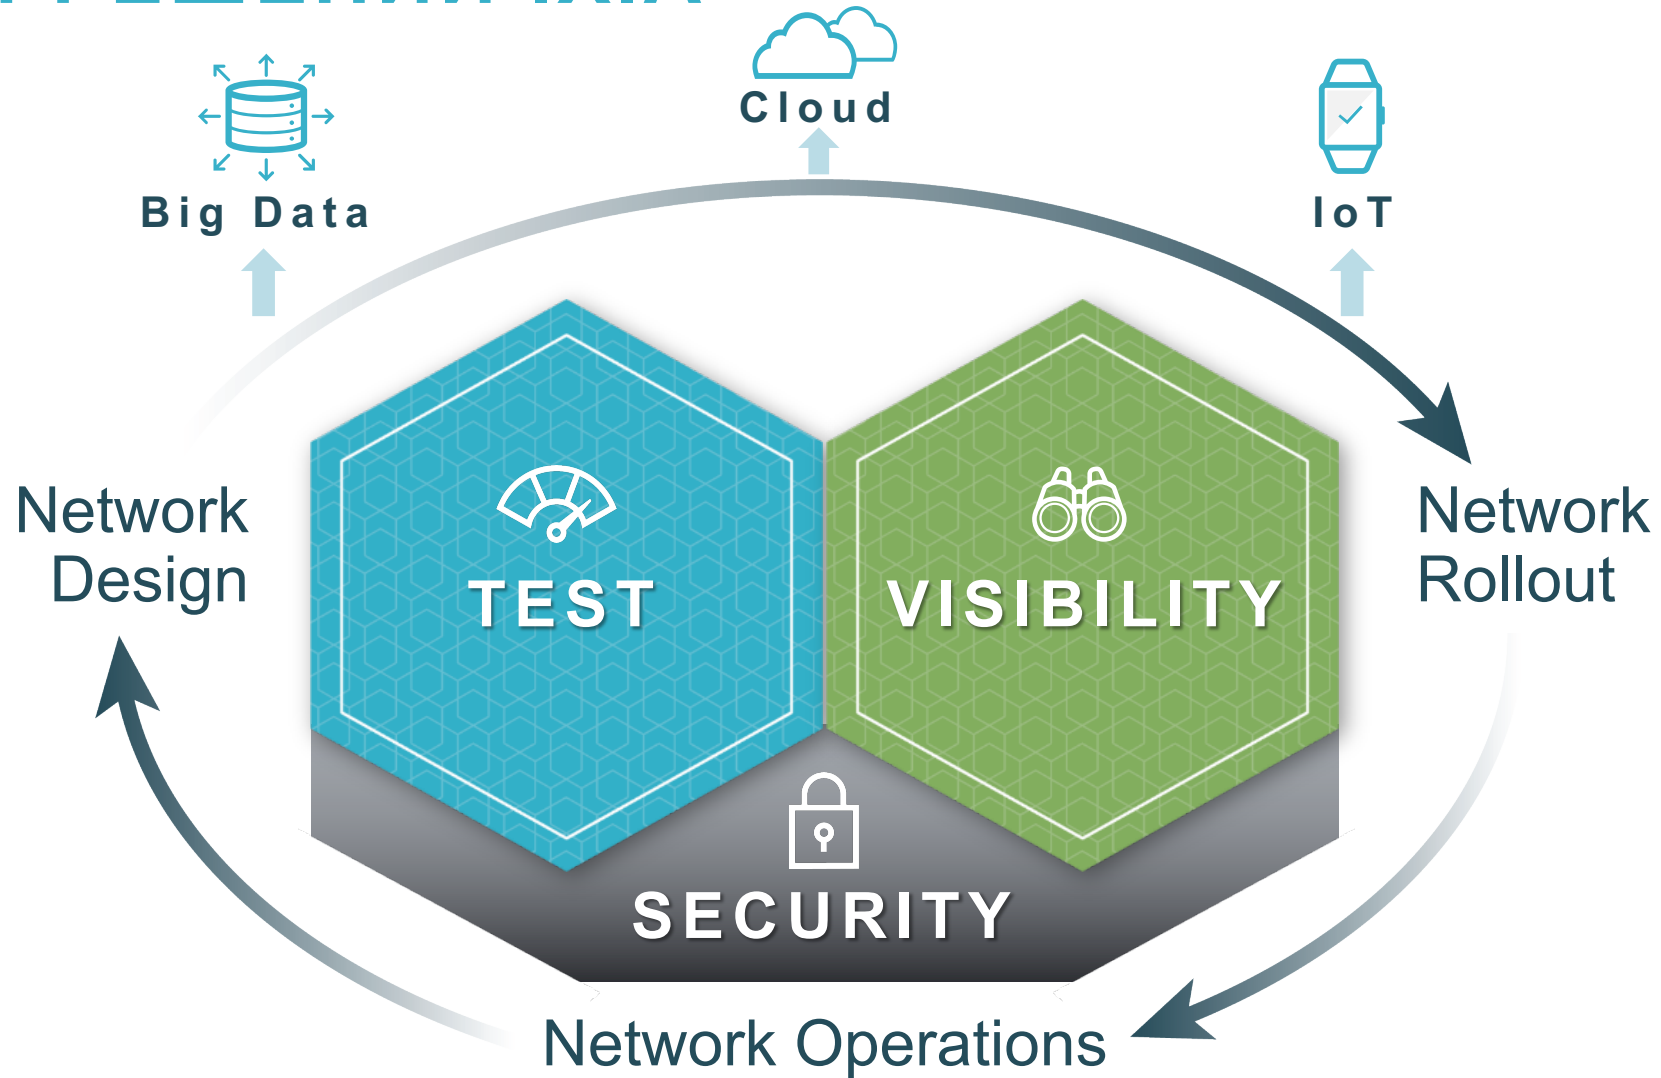 Cloud
Big Data
IoT
Network
Design
Network
Rollout
TEST
VISIBILITY
SECURITY
Network Operations